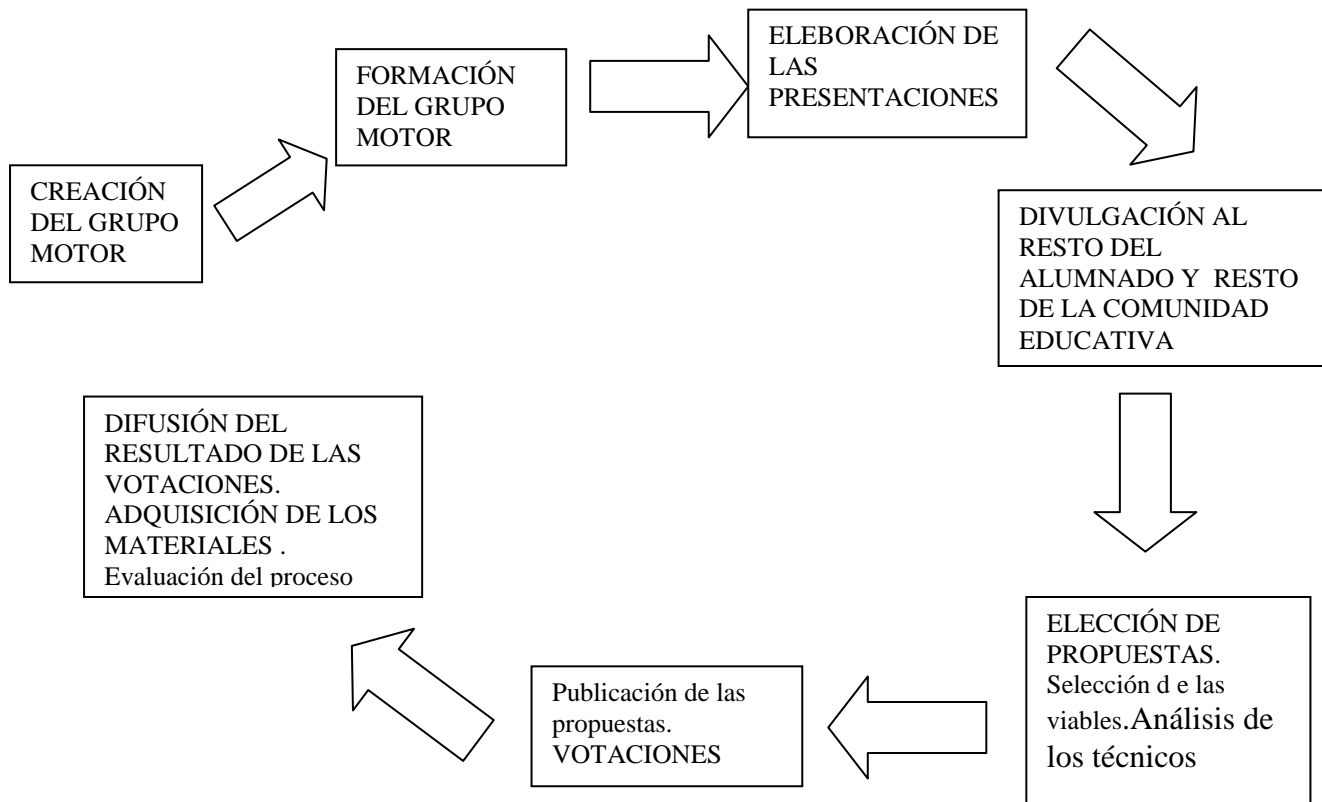 CREACIÓN
DEL GRUPO
MOTOR
FORMACIÓN
DEL GRUPO
MOTOR
ELEBORACIÓN DE
LAS
PRESENTACIONES
DIVULGACIÓN AL
RESTO DEL
ALUMNADO Y RESTO
DE LA COMUNIDAD
EDUCATIVA
ELECCIÓN DE
PROPUESTAS.
Selección d e las
viables.Análisis de
los técnicos
Publicación de las
propuestas.
VOTACIONES
DIFUSIÓN DEL
RESULTADO DE LAS
VOTACIONES.
ADQUISICIÓN DE LOS
MATERIALES .
Evaluación del proceso